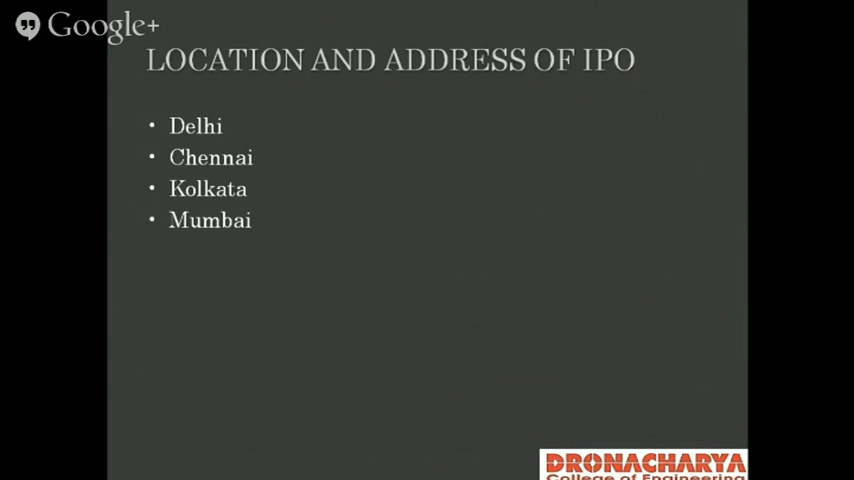 Google+
LOCATION AND ADDRESS OF IPO
• Delhi
• Chennai
• Kolkata
• Mumbai
DRONACHARYA
College of Engineering